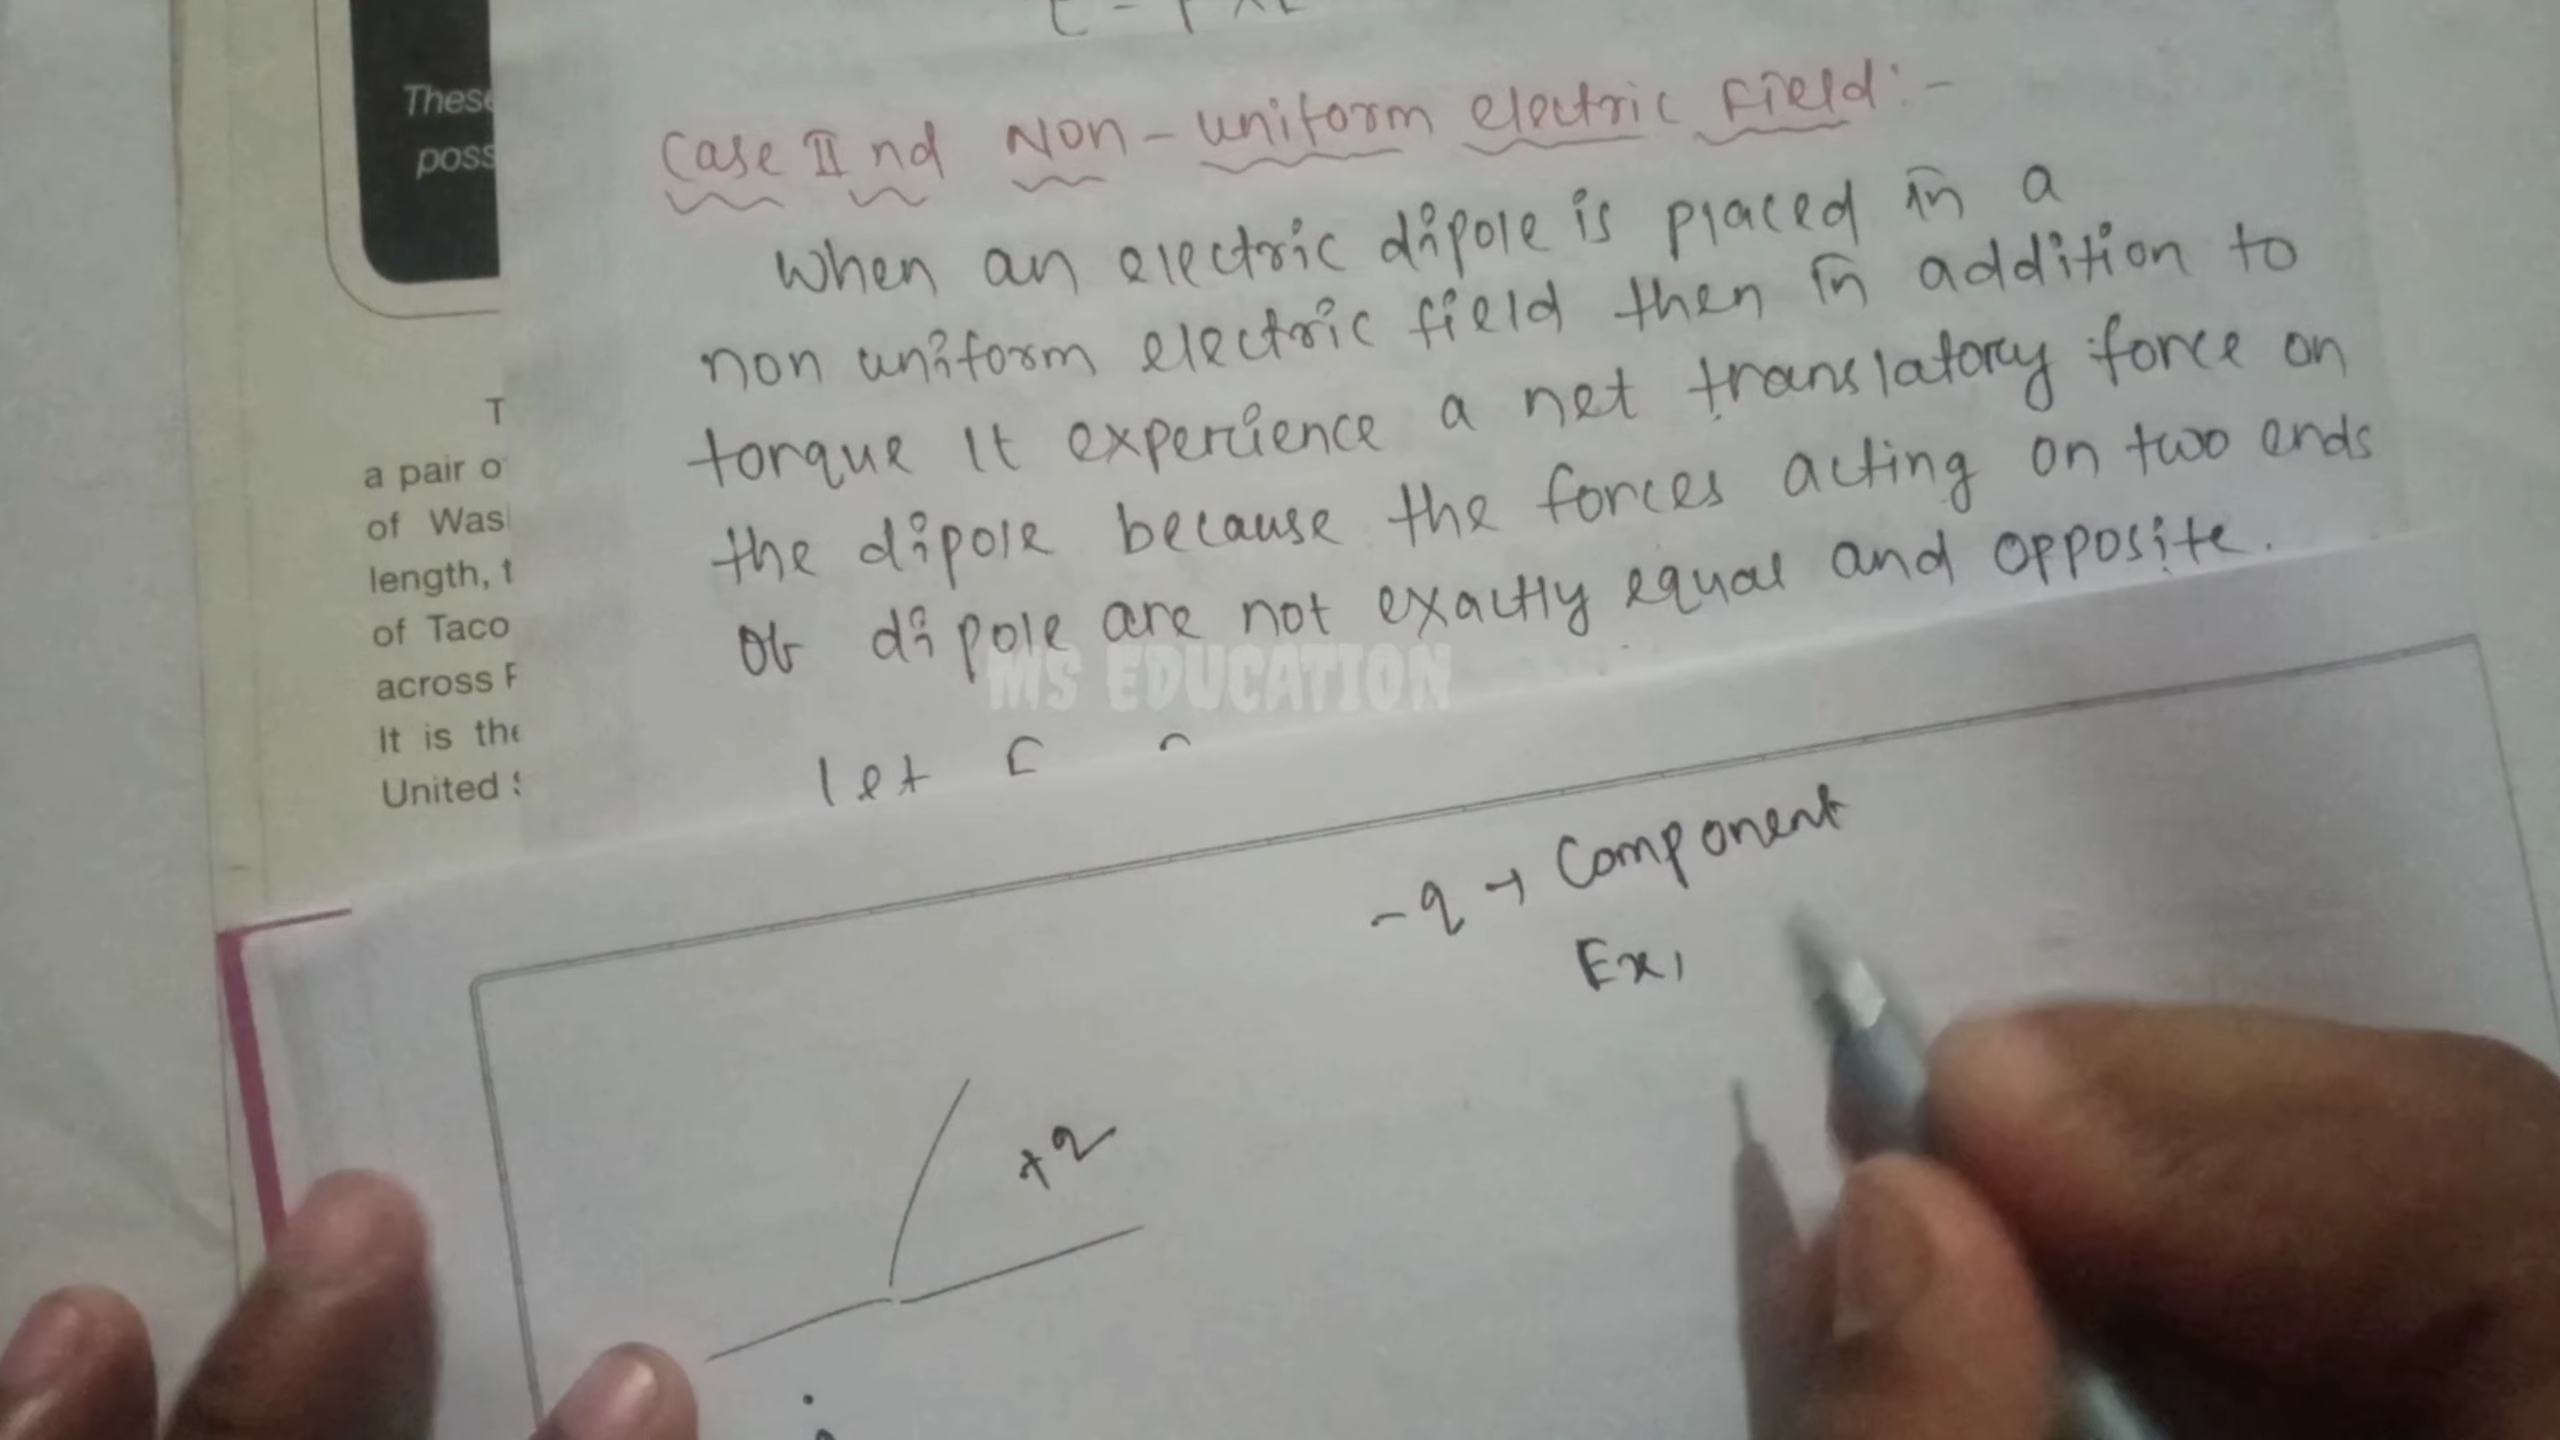 These
poss
Case II nd Non-uniform electric Field:-
When an electric dipole is placed in a
non uniform electric field then in addition to
torque It experience a net translatory force on
the dipole because the forces acting on two ends
of dipole are not exactly equal and opposite.
MS EDUCATION
let
T
a pair o
of Was
length, t
of Taco
across F
It is the
United S
-q → Component
Ex,
+q